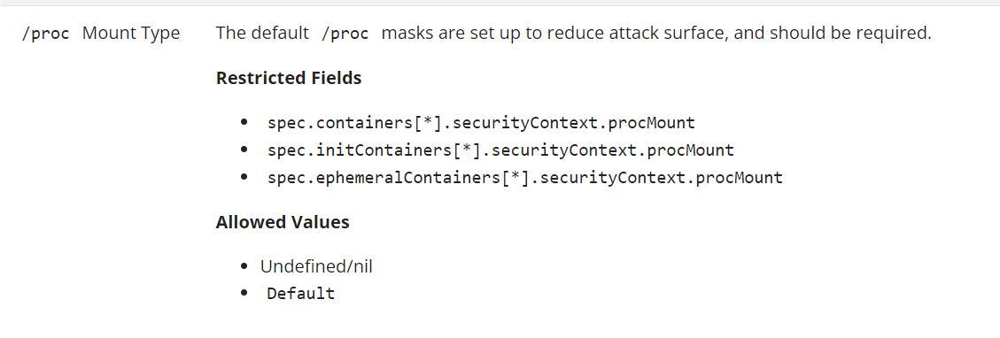 /proc Mount Type The default /proc masks are set up to reduce attack surface, and should be required.
Restricted Fields
• spec.containers[*].securityContext.procMount
• spec.initContainers[*].securityContext.procMount
• spec.ephemeralContainers[*].securityContext.procMount
Allowed Values
• Undefined/nil
• Default